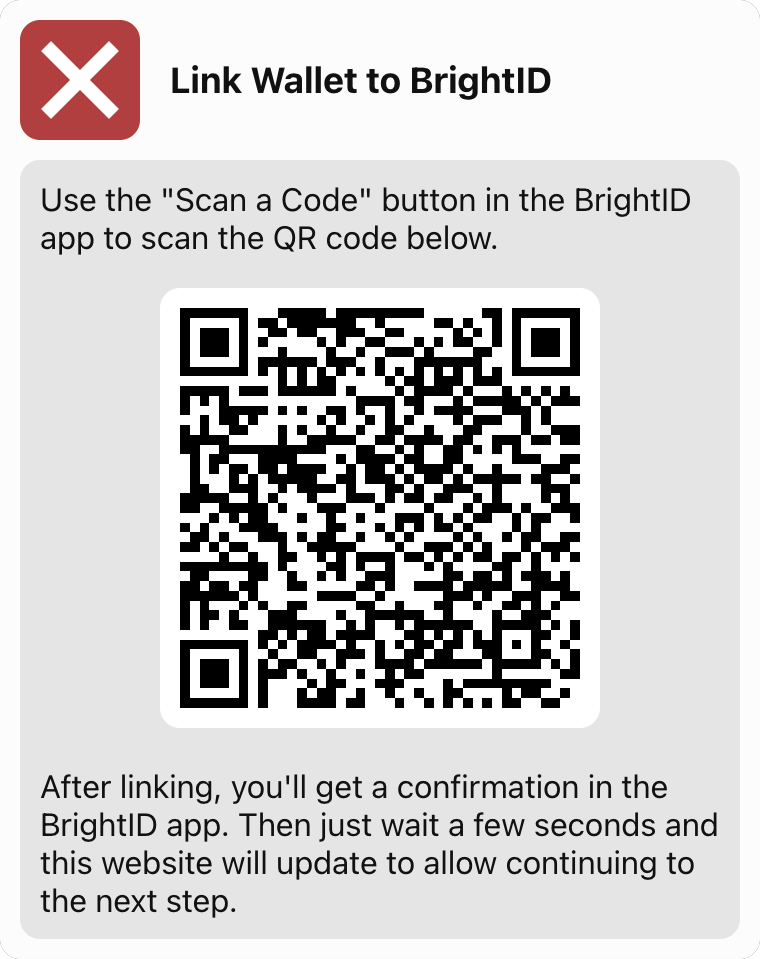 Link Wallet to BrightID
Use the "Scan a Code" button in the BrightID
app to scan the QR code below.
After linking, you'll get a confirmation in the
BrightID app. Then just wait a few seconds and
this website will update to allow continuing to
the next step.